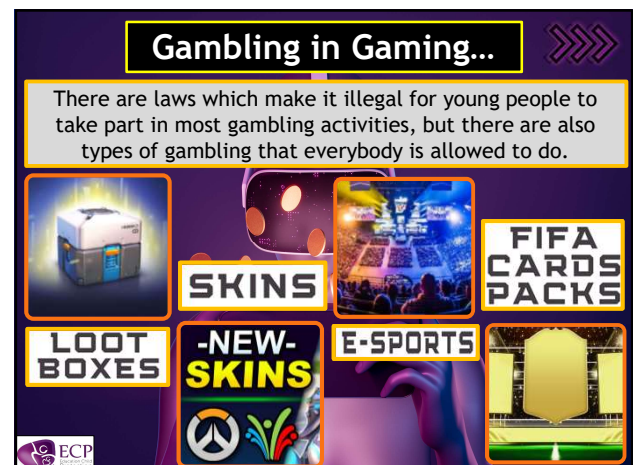 Gambling in Gaming...
There are laws which make it illegal for young people to
take part in most gambling activities, but there are also
types of gambling that everybody is allowed to do.
SKINS
FIFA
CARDS
PACKS
LOOT
BOXES
-NEW-
SKINS
E-SPORTS
ECP